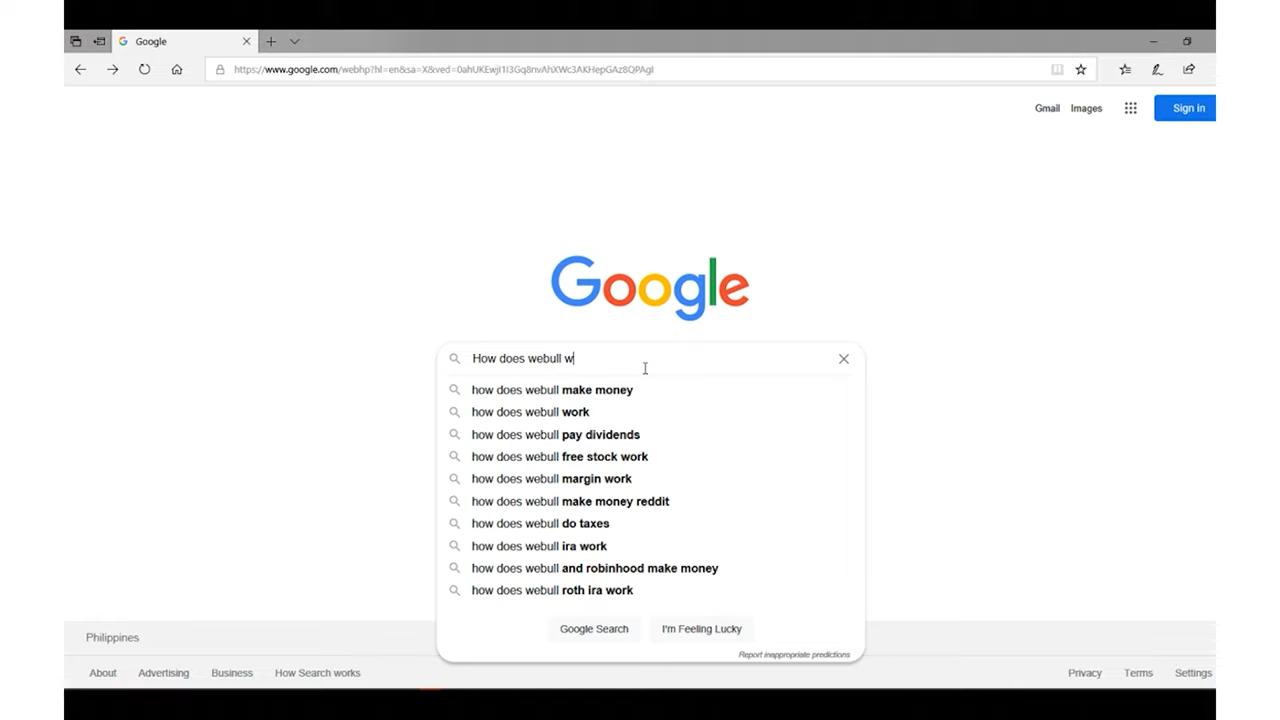 Google
https://www.google.com/webhp?hl=en&sa=X&ved=0ahUKEwjI1I3Gq8nvAhXWc3AKHepGAz8QPAgI
Gmail Images Sign in
Google
How does webull w
how does webull make money
how does webull work
how does webull pay dividends
how does webull free stock work
how does webull margin work
how does webull make money reddit
how does webull do taxes
how does webull ira work
how does webull and robinhood make money
how does webull roth ira work
Google Search I'm Feeling Lucky
Report inappropriate predictions
Philippines
About Advertising Business How Search works Privacy Terms Settings